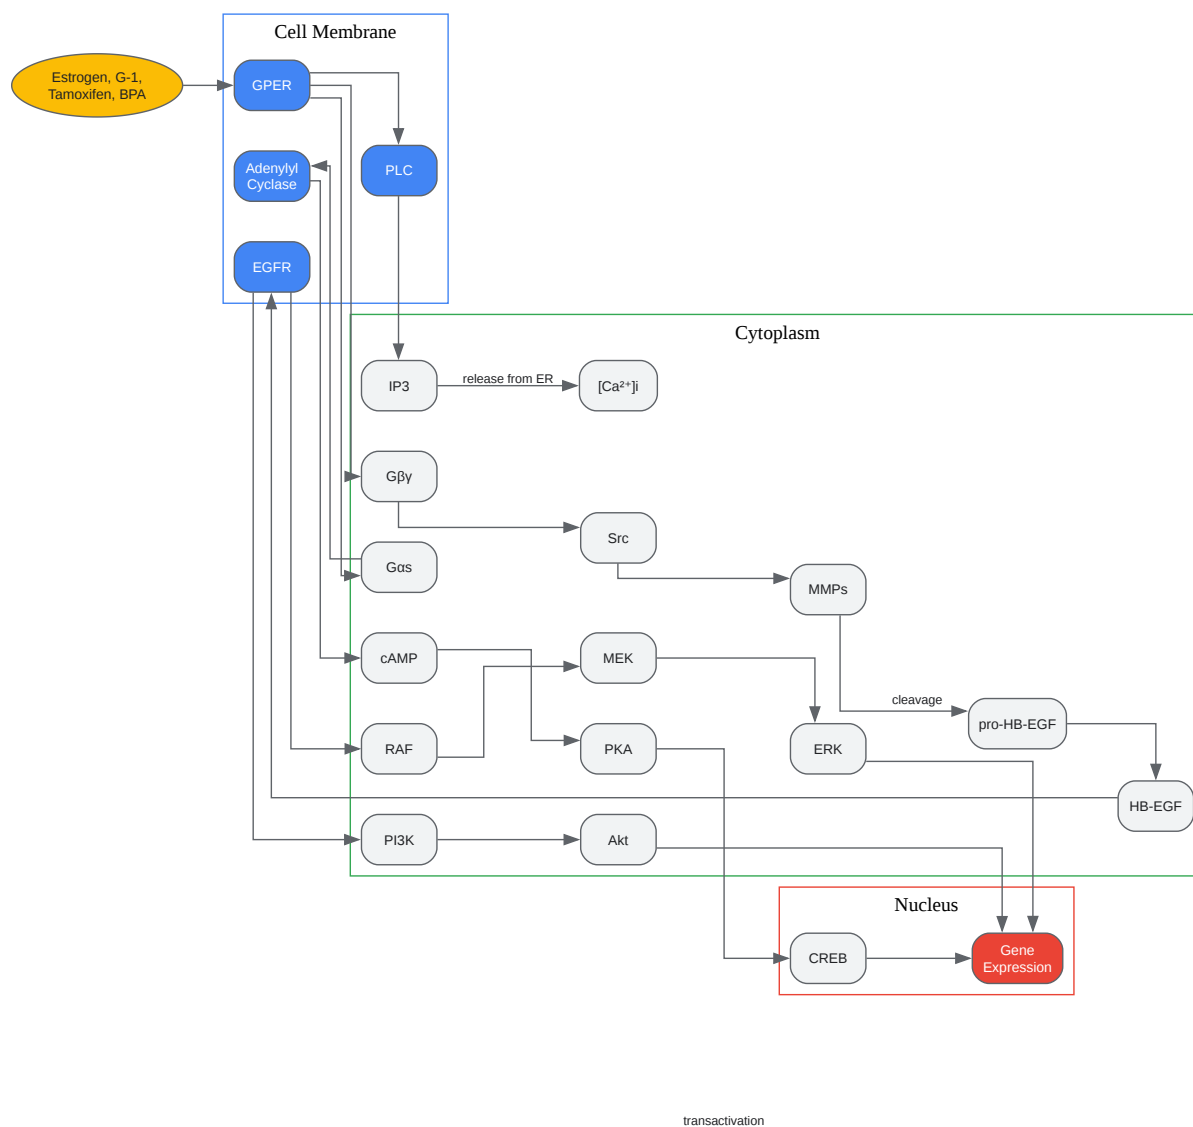 Cell Membrane
Estrogen, G-1,
Tamoxifen, BPA
GPER
Adenylyl
Cyclase
PLC
EGFR
Cytoplasm
IP3
release from ER
[Ca²⁺]i
Gβγ
Src
Gαs
MMPs
cAMP
MEK
cleavage
pro-HB-EGF
RAF
PKA
ERK
HB-EGF
PI3K
Akt
Nucleus
CREB
Gene
Expression
transactivation